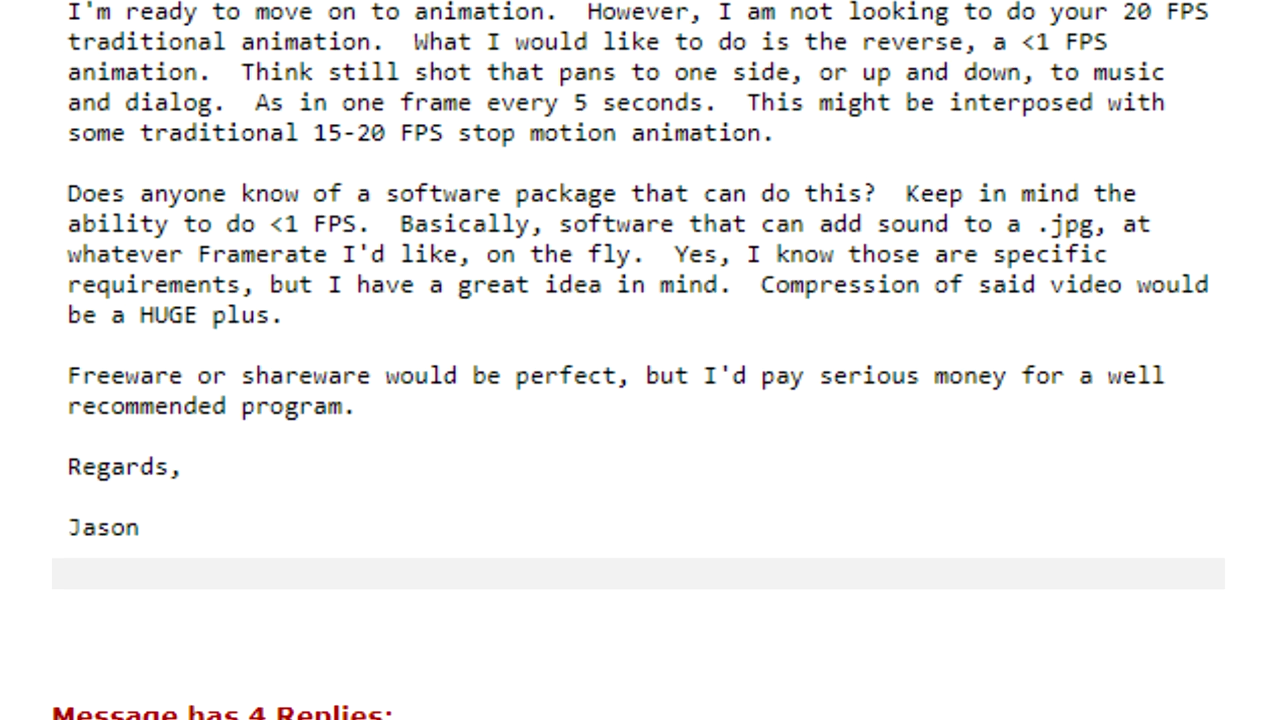 I'm ready to move on to animation.  However, I am not looking to do your 20 FPS
traditional animation.  What I would like to do is the reverse, a <1 FPS
animation.  Think still shot that pans to one side, or up and down, to music
and dialog.  As in one frame every 5 seconds.  This might be interposed with
some traditional 15-20 FPS stop motion animation.

Does anyone know of a software package that can do this?  Keep in mind the
ability to do <1 FPS.  Basically, software that can add sound to a .jpg, at
whatever Framerate I'd like, on the fly.  Yes, I know those are specific
requirements, but I have a great idea in mind.  Compression of said video would
be a HUGE plus.

Freeware or shareware would be perfect, but I'd pay serious money for a well
recommended program.

Regards,

Jason

Message has 4 Replies: